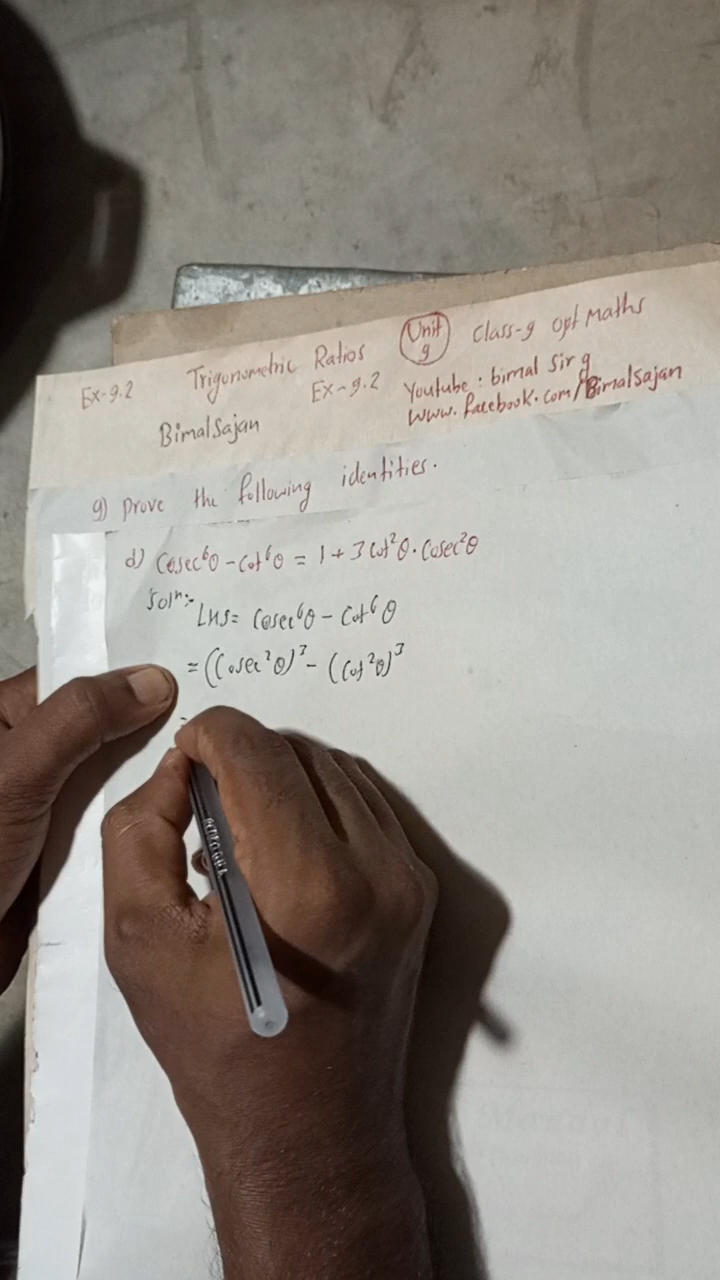 Ex-9.2 Trigonometric Ratios Ex-9.2 Unit 9 Class-9 Opt Maths
BimalSajan Youtube: bimal Sir g
www.facebook.com/BimalSajan
9) Prove the following identities.
d) Cosec⁶θ - Cot⁶θ = 1 + 3 Cot²θ. Cosec²θ
Solⁿ:-
LHS = Cosec⁶θ - Cot⁶θ
= (Cosec²θ)³ - (Cot²θ)³